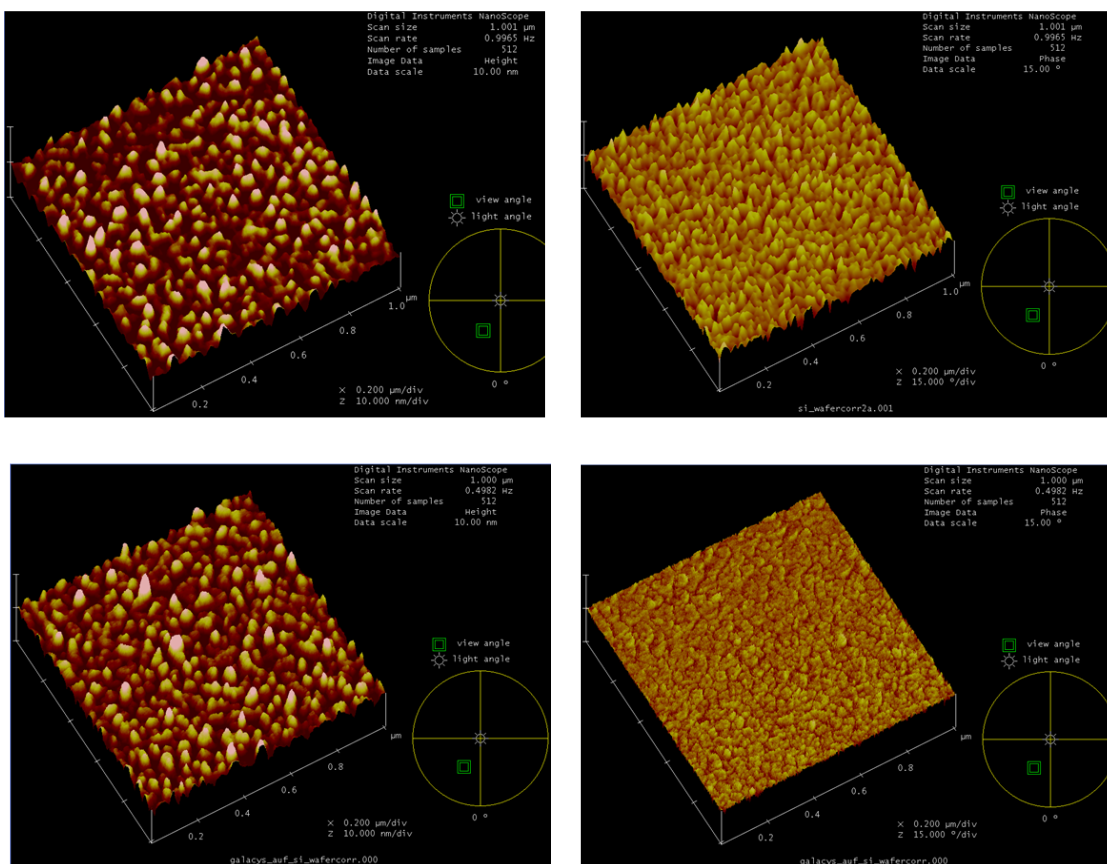 Digital Instruments NanoScope
Scan size 1.001 µm
Scan rate 0.9965 Hz
Number of samples 512
Image Data Height
Data scale 10.00 nm
view angle
light angle
µm
1.0
0.8
0.6
0.4
0.2
X 0.200 µm/div
Z 10.000 nm/div
0 °
Digital Instruments NanoScope
Scan size 1.001 µm
Scan rate 0.9965 Hz
Number of samples 512
Image Data Phase
Data scale 15.00 °
view angle
light angle
µm
1.0
0.8
0.6
0.4
0.2
X 0.200 µm/div
Z 15.000 °/div
0 °
si_wafercorr2a.001
Digital Instruments NanoScope
Scan size 1.000 µm
Scan rate 0.4982 Hz
Number of samples 512
Image Data Height
Data scale 10.00 nm
view angle
light angle
µm
0.8
0.6
0.4
0.2
X 0.200 µm/div
Z 10.000 nm/div
0 °
galacys_auf_si_wafercorr.000
Digital Instruments NanoScope
Scan size 1.000 µm
Scan rate 0.4982 Hz
Number of samples 512
Image Data Phase
Data scale 15.00 °
view angle
light angle
µm
0.8
0.6
0.4
0.2
X 0.200 µm/div
Z 15.000 °/div
0 °
galacys_auf_si_wafercorr.000